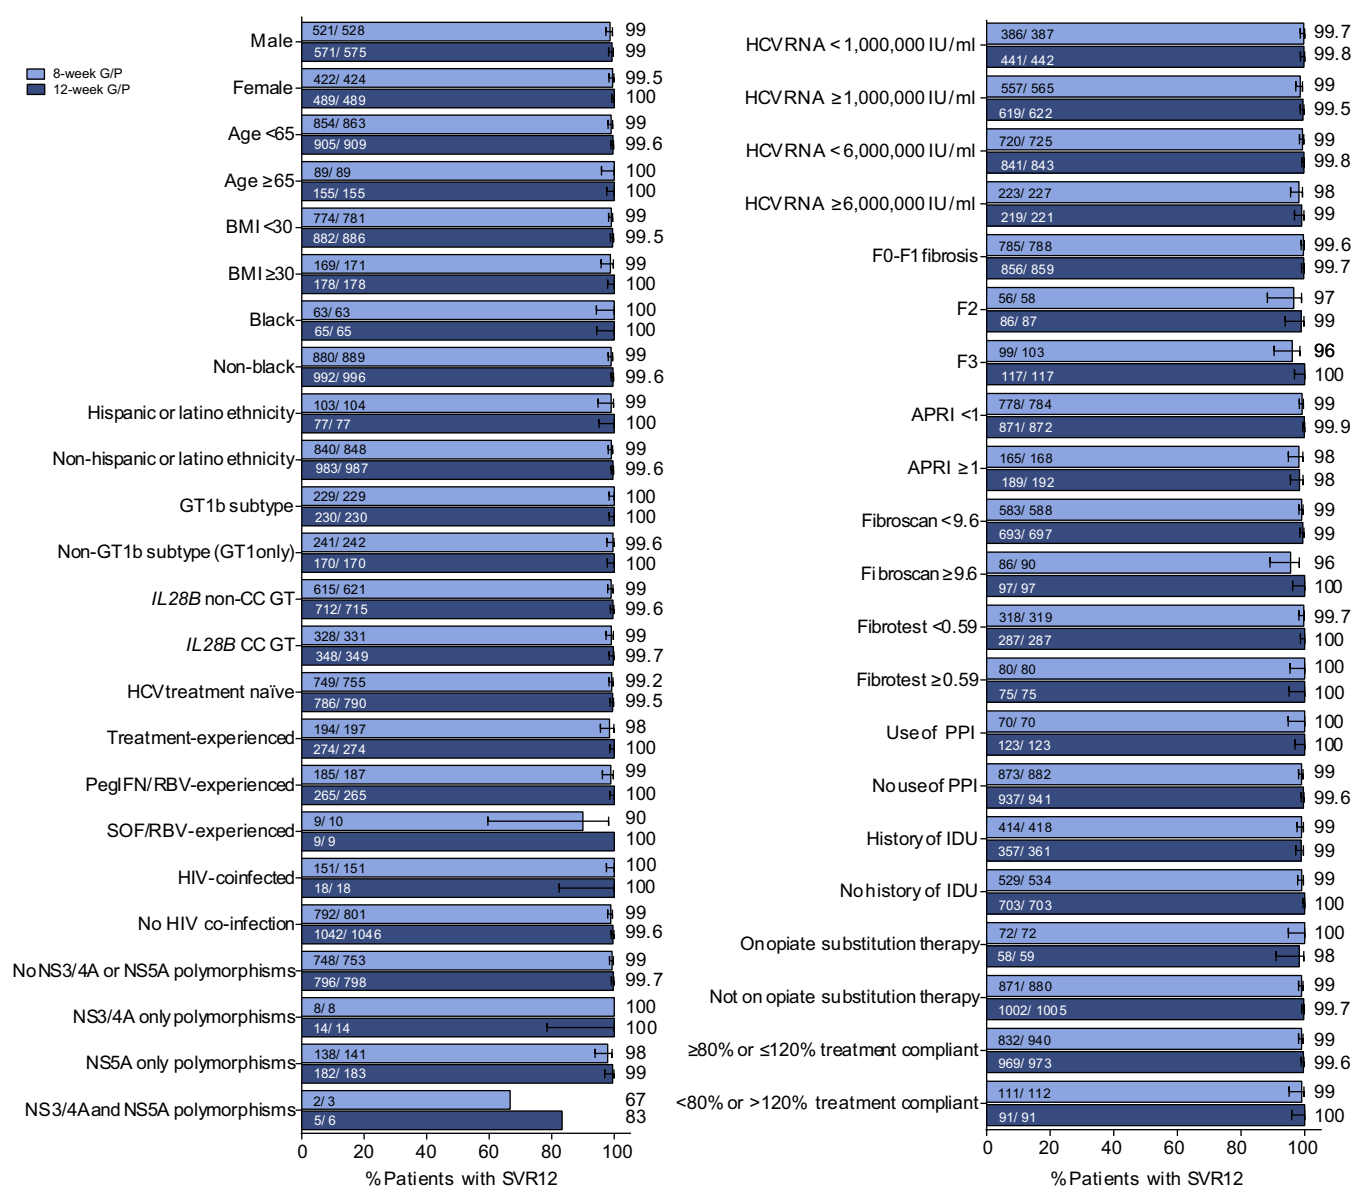 8-week G/P
12-week G/P
Male 521/ 528 99
571/ 575 99
Female 422/ 424 99.5
489/ 489 100
Age <65 854/ 863 99
905/ 909 99.6
Age ≥65 89/ 89 100
155/ 155 100
BMI <30 774/ 781 99
882/ 886 99.5
BMI ≥30 169/ 171 99
178/ 178 100
Black 63/ 63 100
65/ 65 100
Non-black 880/ 889 99
992/ 996 99.6
Hispanic or latino ethnicity 103/ 104 99
77/ 77 100
Non-hispanic or latino ethnicity 840/ 848 99
983/ 987 99.6
GT1b subtype 229/ 229 100
230/ 230 100
Non-GT1b subtype (GT1 only) 241/ 242 99.6
170/ 170 100
IL28B non-CC GT 615/ 621 99
712/ 715 99.6
IL28B CC GT 328/ 331 99
348/ 349 99.7
HCV treatment naïve 749/ 755 99.2
786/ 790 99.5
Treatment-experienced 194/ 197 98
274/ 274 100
PegIFN/RBV-experienced 185/ 187 99
265/ 265 100
SOF/RBV-experienced 9/ 10 90
9/ 9 100
HIV-coinfected 151/ 151 100
18/ 18 100
No HIV co-infection 792/ 801 99
1042/ 1046 99.6
No NS3/4A or NS5A polymorphisms 748/ 753 99
796/ 798 99.7
NS3/4A only polymorphisms 8/ 8 100
14/ 14 100
NS5A only polymorphisms 138/ 141 98
182/ 183 99
NS3/4A and NS5A polymorphisms 2/ 3 67
5/ 6 83
0 20 40 60 80 100
% Patients with SVR12
HCV RNA < 1,000,000 IU/ml 386/ 387 99.7
441/ 442 99.8
HCV RNA ≥1,000,000 IU/ml 557/ 565 99
619/ 622 99.5
HCV RNA < 6,000,000 IU/ml 720/ 725 99
841/ 843 99.8
HCV RNA ≥6,000,000 IU/ml 223/ 227 98
219/ 221 99
F0-F1 fibrosis 785/ 788 99.6
856/ 859 99.7
F2 56/ 58 97
86/ 87 99
F3 99/ 103 96
117/ 117 100
APRI <1 778/ 784 99
871/ 872 99.9
APRI ≥1 165/ 168 98
189/ 192 98
Fibroscan <9.6 583/ 588 99
693/ 697 99
Fibroscan ≥9.6 86/ 90 96
97/ 97 100
Fibrotest <0.59 318/ 319 99.7
287/ 287 100
Fibrotest ≥0.59 80/ 80 100
75/ 75 100
Use of PPI 70/ 70 100
123/ 123 100
No use of PPI 873/ 882 99
937/ 941 99.6
History of IDU 414/ 418 99
357/ 361 99
No history of IDU 529/ 534 99
703/ 703 100
On opiate substitution therapy 72/ 72 100
58/ 59 98
Not on opiate substitution therapy 871/ 880 99
1002/ 1005 99.7
≥80% or ≤120% treatment compliant 832/ 940 99
969/ 973 99.6
<80% or >120% treatment compliant 111/ 112 99
91/ 91 100
0 20 40 60 80 100
% Patients with SVR12